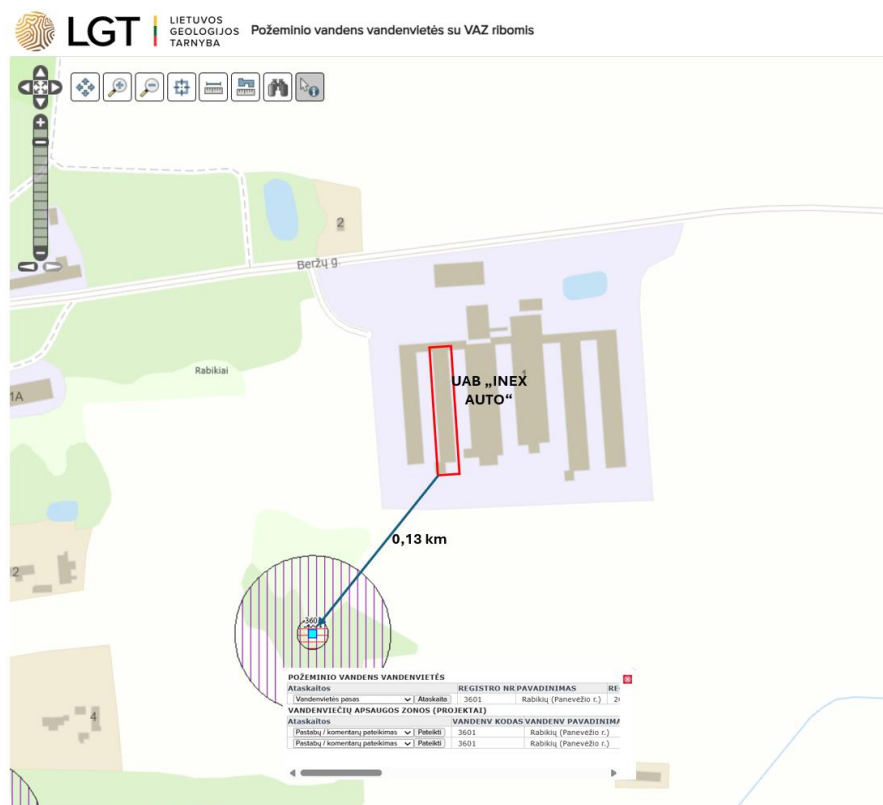 LGT
LIETUVOS
GEOLOGIJOS
TARNYBA
Požeminio vandens vandenvietės su VAZ ribomis
2
Beržų g.
Rabikiai
1
UAB „INEX
AUTO“
1A
0,13 km
2
4
POŽEMINIO VANDENS VANDENVIETĖS
Ataskaitos REGISTRO NR PAVADINIMAS
Vandenvietės pasas Ataskaita 3601 Rabikių (Panevėžio r.)
VANDENVIEČIŲ APSAUGOS ZONOS (PROJEKTAI)
Ataskaitos VANDENV KODAS VANDENV PAVADINIMA
Pastabų / komentarų pateikimas Pateikti 3601 Rabikių (Panevėžio r.)
Pastabų / komentarų pateikimas Pateikti 3601 Rabikių (Panevėžio r.)